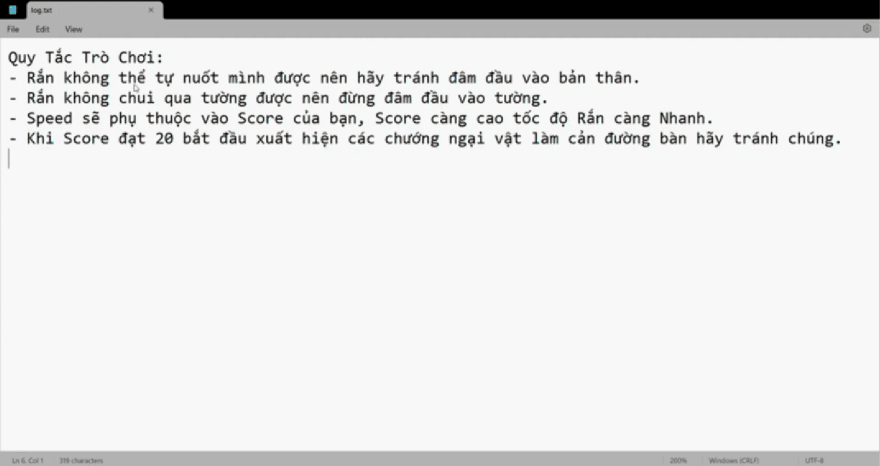 log.txt
File Edit View
Quy Tắc Trò Chơi:
- Rắn không thể tự nuốt mình được nên hãy tránh đâm đầu vào bản thân.
- Rắn không chui qua tường được nên đừng đâm đầu vào tường.
- Speed sẽ phụ thuộc vào Score của bạn, Score càng cao tốc độ Rắn càng Nhanh.
- Khi Score đạt 20 bắt đầu xuất hiện các chướng ngại vật làm cản đường bàn hãy tránh chúng.
Ln 6, Col 1 318 characters 200% Windows (CRLF) UTF-8